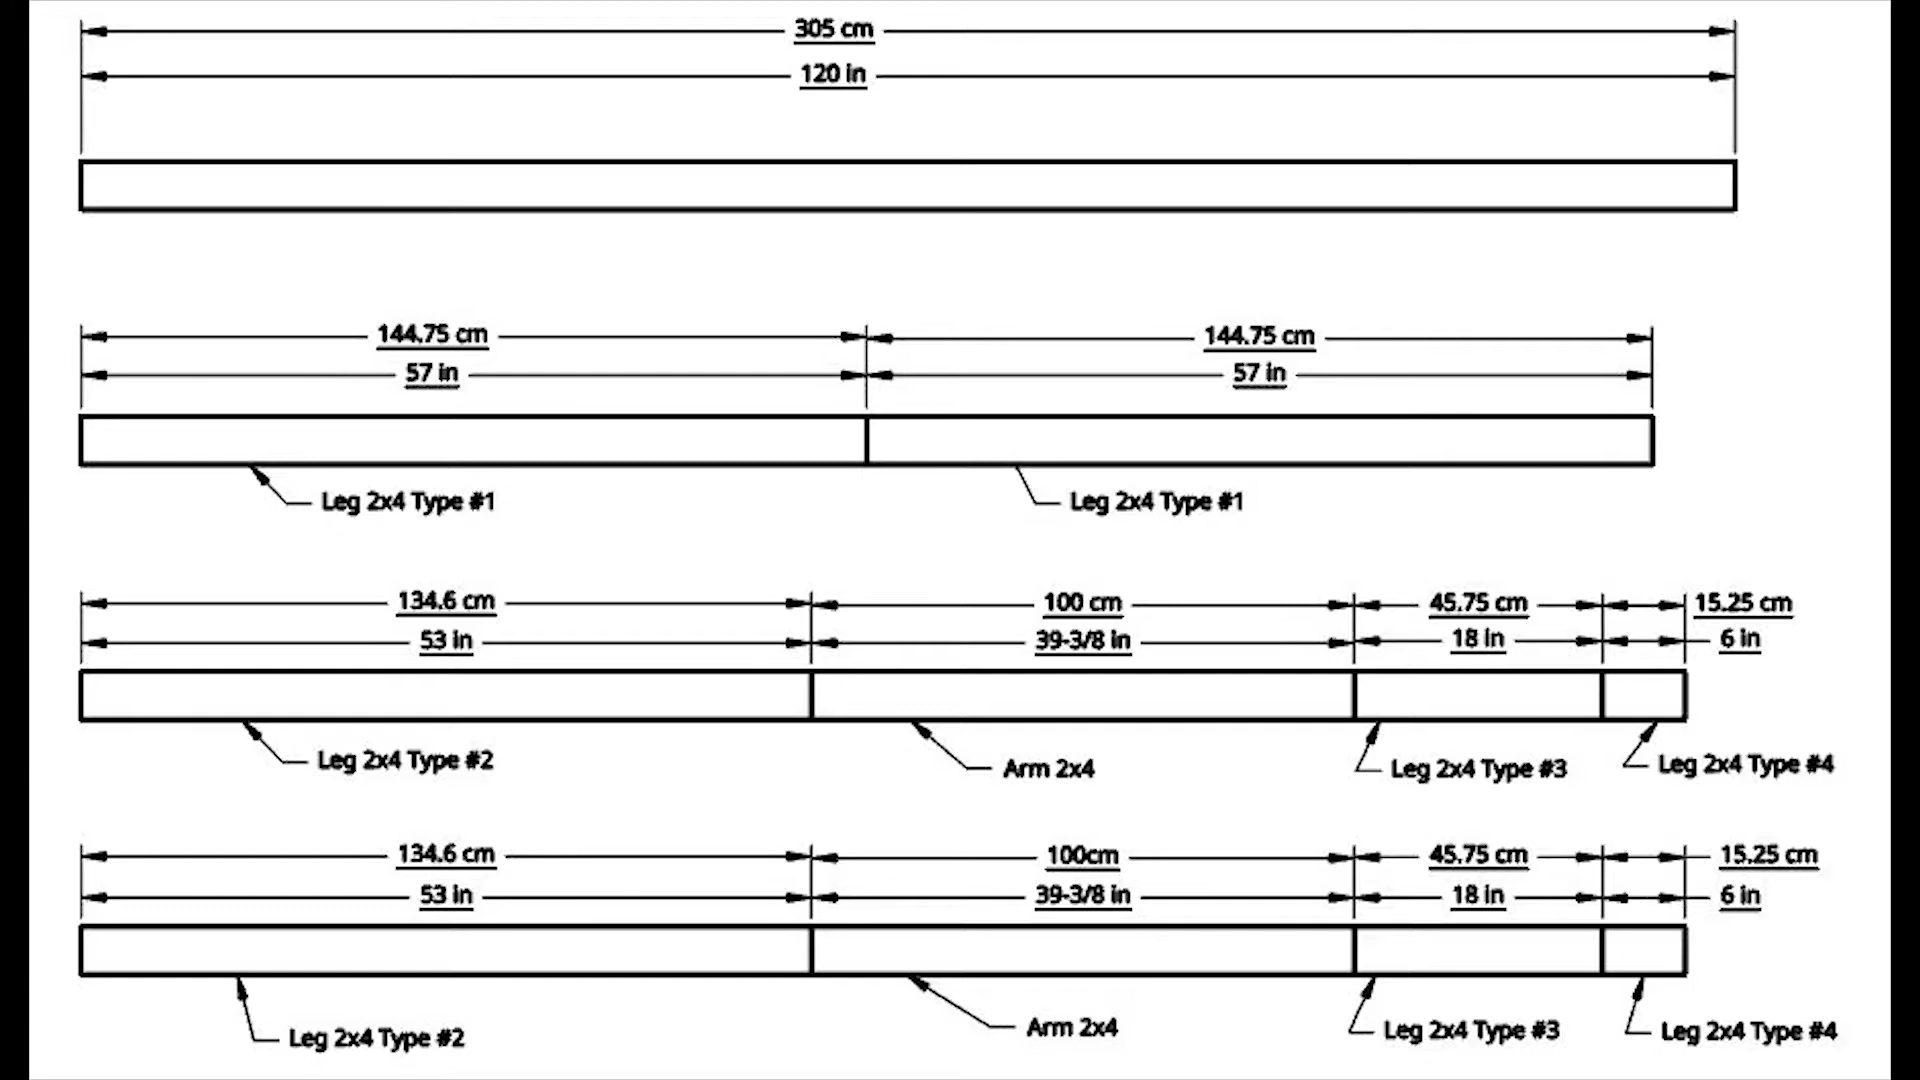 305 cm
120 in
144.75 cm 144.75 cm
57 in 57 in
Leg 2x4 Type #1 Leg 2x4 Type #1
134.6 cm 100 cm 45.75 cm 15.25 cm
53 in 39-3/8 in 18 in 6 in
Leg 2x4 Type #2 Arm 2x4 Leg 2x4 Type #3 Leg 2x4 Type #4
134.6 cm 100cm 45.75 cm 15.25 cm
53 in 39-3/8 in 18 in 6 in
Leg 2x4 Type #2 Arm 2x4 Leg 2x4 Type #3 Leg 2x4 Type #4